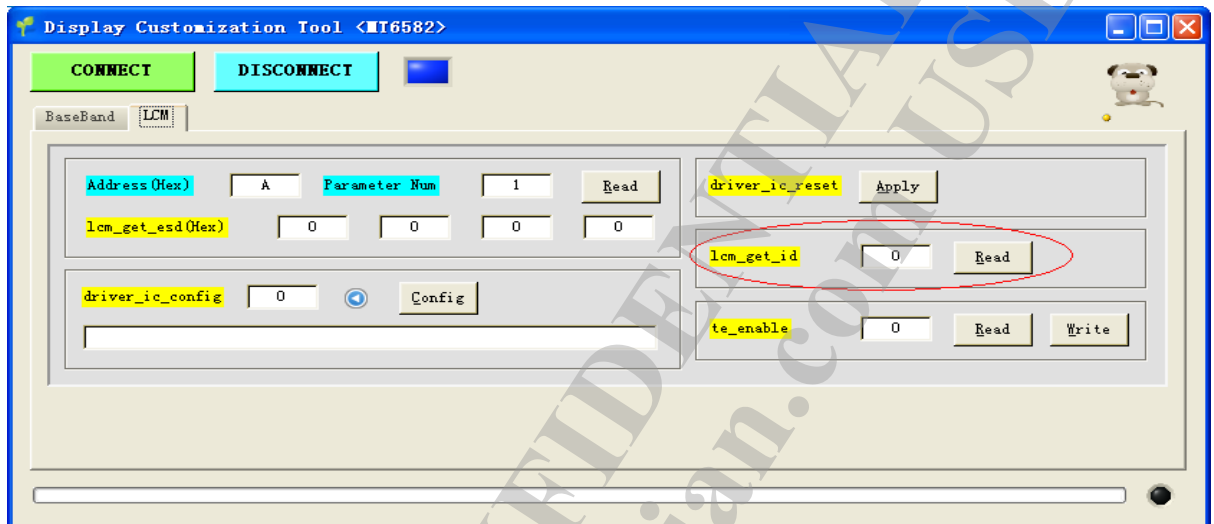 Display Customization Tool <MT6582>
CONNECT DISCONNECT
BaseBand LCM
Address(Hex) A Parameter Num 1 Read
lcm_get_esd(Hex) 0 0 0 0
driver_ic_config 0 Config
driver_ic_reset Apply
lcm_get_id 0 Read
te_enable 0 Read Write